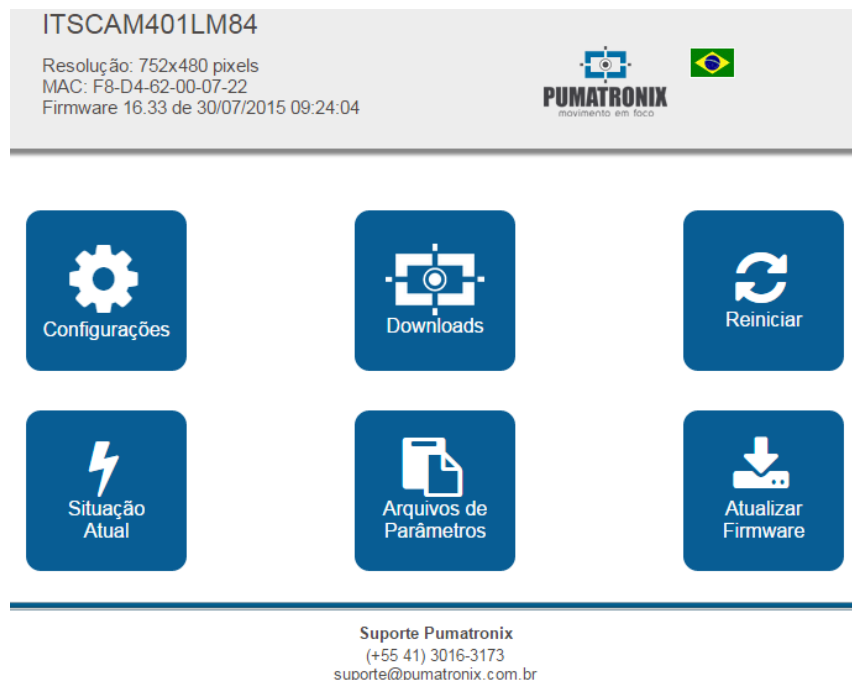 ITSCAM401LM84
Resolução: 752x480 pixels
MAC: F8-D4-62-00-07-22
Firmware 16.33 de 30/07/2015 09:24:04
PUMATRONIX
movimento em foco
Configurações
Downloads
Reiniciar
Situação
Atual
Arquivos de
Parâmetros
Atualizar
Firmware
Suporte Pumatronix
(+55 41) 3016-3173
suporte@pumatronix.com.br